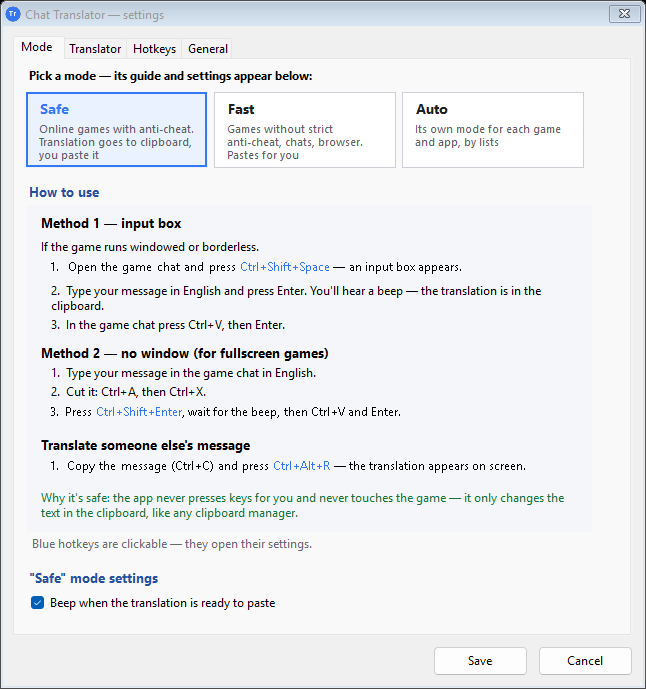 Tr Chat Translator — settings
Mode Translator Hotkeys General
Pick a mode — its guide and settings appear below:
Safe
Online games with anti-cheat.
Translation goes to clipboard,
you paste it
Fast
Games without strict
anti-cheat, chats, browser.
Pastes for you
Auto
Its own mode for each game
and app, by lists
How to use
Method 1 — input box
If the game runs windowed or borderless.
1. Open the game chat and press Ctrl+Shift+Space — an input box appears.
2. Type your message in English and press Enter. You'll hear a beep — the translation is in the
clipboard.
3. In the game chat press Ctrl+V, then Enter.
Method 2 — no window (for fullscreen games)
1. Type your message in the game chat in English.
2. Cut it: Ctrl+A, then Ctrl+X.
3. Press Ctrl+Shift+Enter, wait for the beep, then Ctrl+V and Enter.
Translate someone else's message
1. Copy the message (Ctrl+C) and press Ctrl+Alt+R — the translation appears on screen.
Why it's safe: the app never presses keys for you and never touches the game — it only changes the
text in the clipboard, like any clipboard manager.
Blue hotkeys are clickable — they open their settings.
"Safe" mode settings
Beep when the translation is ready to paste
Save Cancel